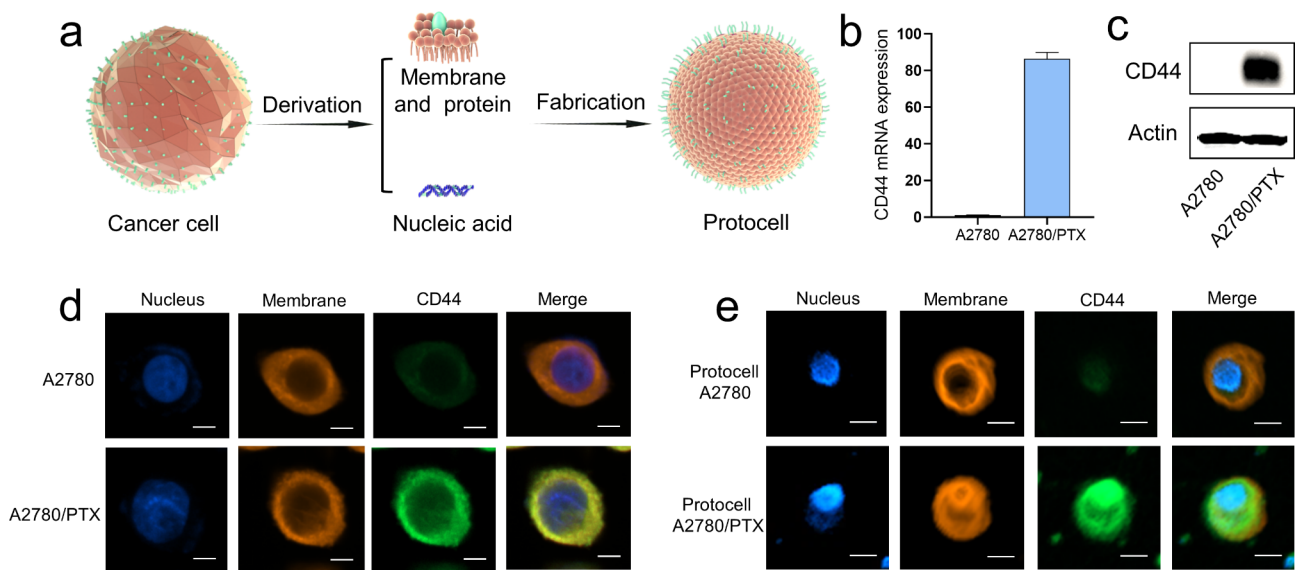 a
Cancer cell
Derivation
Membrane
and protein
Nucleic acid
Fabrication
Protocell
b
CD44 mRNA expression
100
80
60
40
20
0
A2780
A2780/PTX
c
CD44
Actin
A2780
A2780/PTX
d
Nucleus
Membrane
CD44
Merge
A2780
A2780/PTX
e
Nucleus
Membrane
CD44
Merge
Protocell
A2780
Protocell
A2780/PTX